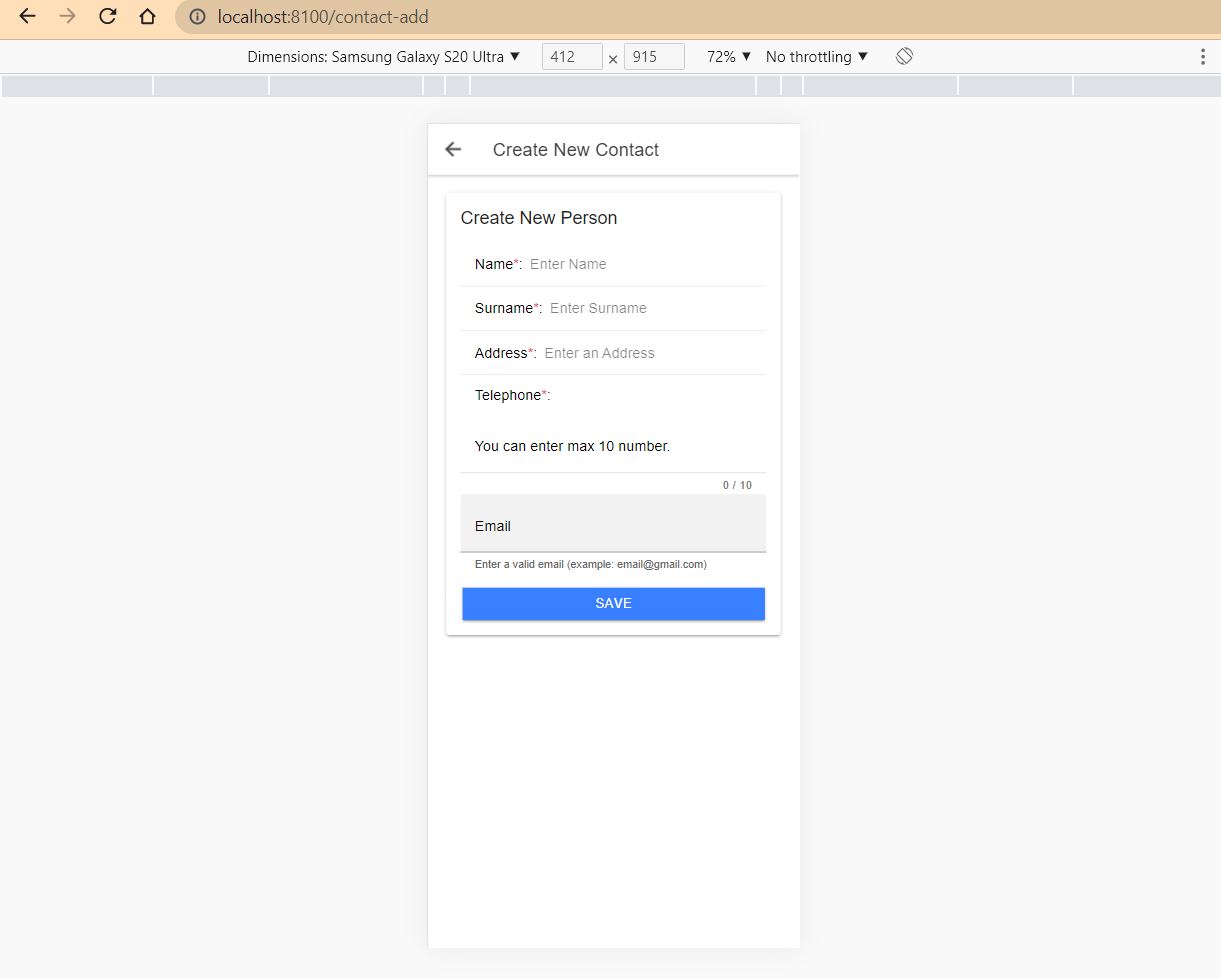 localhost:8100/contact-add
Dimensions: Samsung Galaxy S20 Ultra ▼ 412 × 915 72% ▼ No throttling ▼
Create New Contact
Create New Person
Name*: Enter Name
Surname*: Enter Surname
Address*: Enter an Address
Telephone*:
You can enter max 10 number.
0 / 10
Email
Enter a valid email (example: email@gmail.com)
SAVE